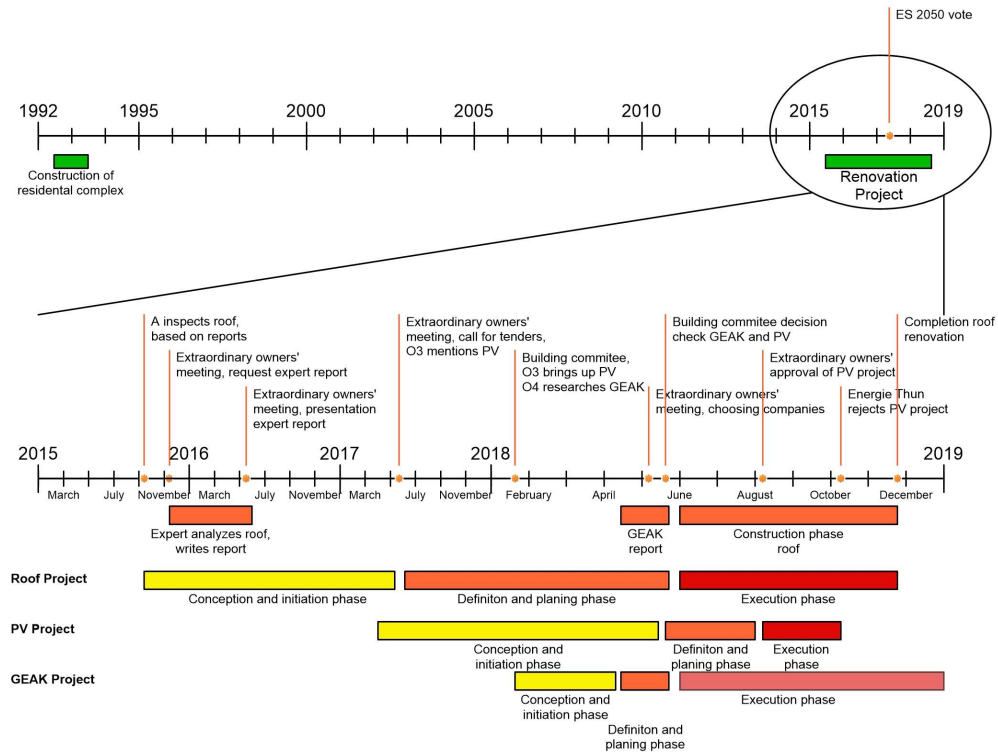 ES 2050 vote
1992
1995
2000
2005
2010
2015
2019
Construction of
residental complex
Renovation
Project
A inspects roof,
based on reports
Extraordinary owners'
meeting, request expert report
Extraordinary owners'
meeting, presentation
expert report
Extraordinary owners'
meeting, call for tenders,
O3 mentions PV
Building commitee,
O3 brings up PV
O4 researches GEAK
Extraordinary owners'
meeting, choosing companies
Building commitee decision
check GEAK and PV
Extraordinary owners'
approval of PV project
Energie Thun
rejects PV project
Completion roof
renovation
2015
2016
2017
2018
2019
March
July
November
March
July
November
March
July
November
February
April
June
August
October
December
Expert analyzes roof,
writes report
GEAK
report
Construction phase
roof
Roof Project
Conception and initiation phase
Definiton and planing phase
Execution phase
PV Project
Conception and
initiation phase
Definiton and
planing phase
Execution
phase
GEAK Project
Conception and
initiation phase
Definiton and
planing phase
Execution phase